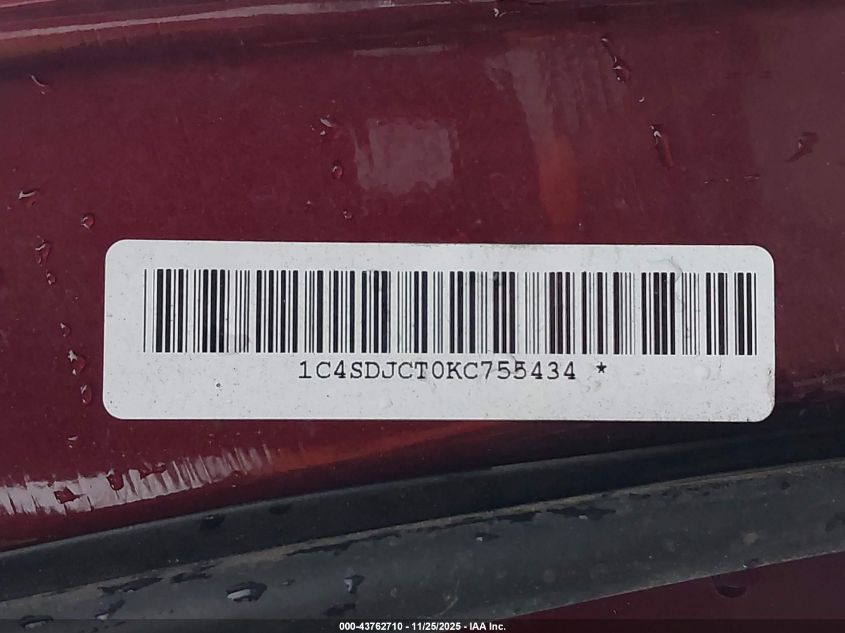 1C4SDJCT0KC755434 *
000-43762710 - 11/25/2025 - IAA Inc.